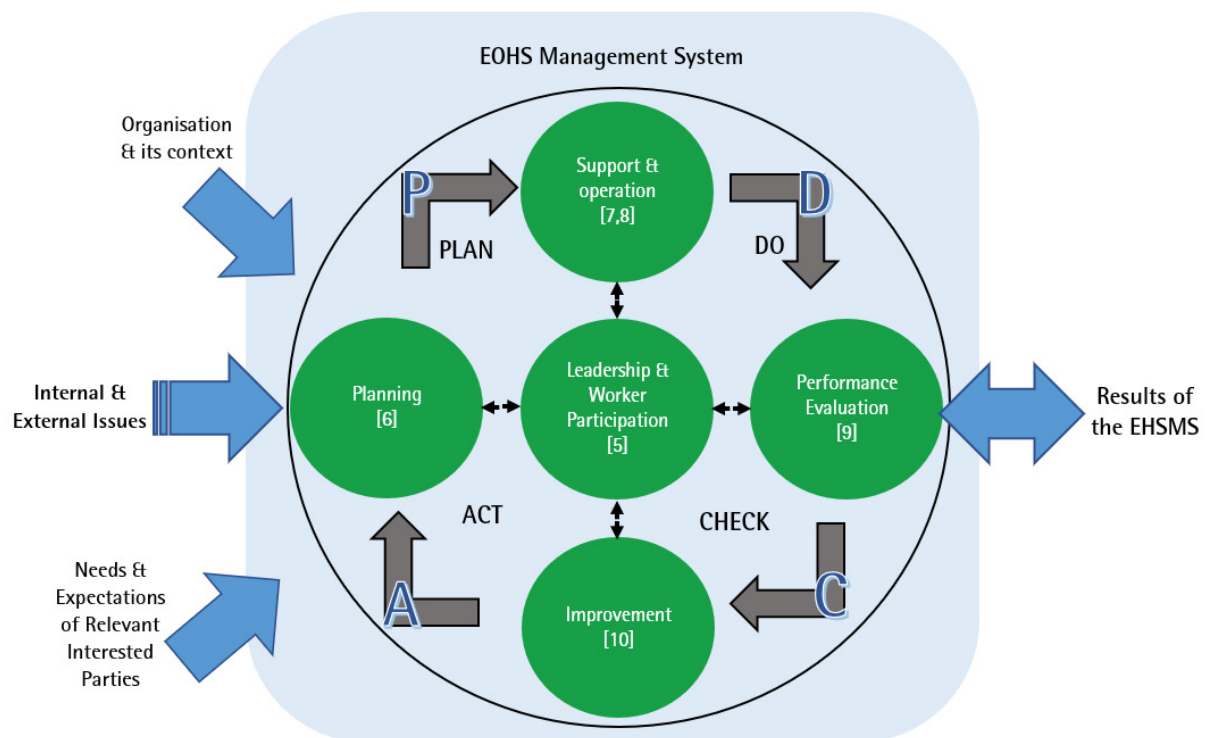 EOHS Management System
Organisation
& its context
P
PLAN
Support &
operation
[7,8]
D
DO
Internal &
External Issues
Planning
[6]
Leadership &
Worker
Participation
[5]
Performance
Evaluation
[9]
Results of
the EHSMS
Needs &
Expectations
of Relevant
Interested
Parties
ACT
A
Improvement
[10]
CHECK
C